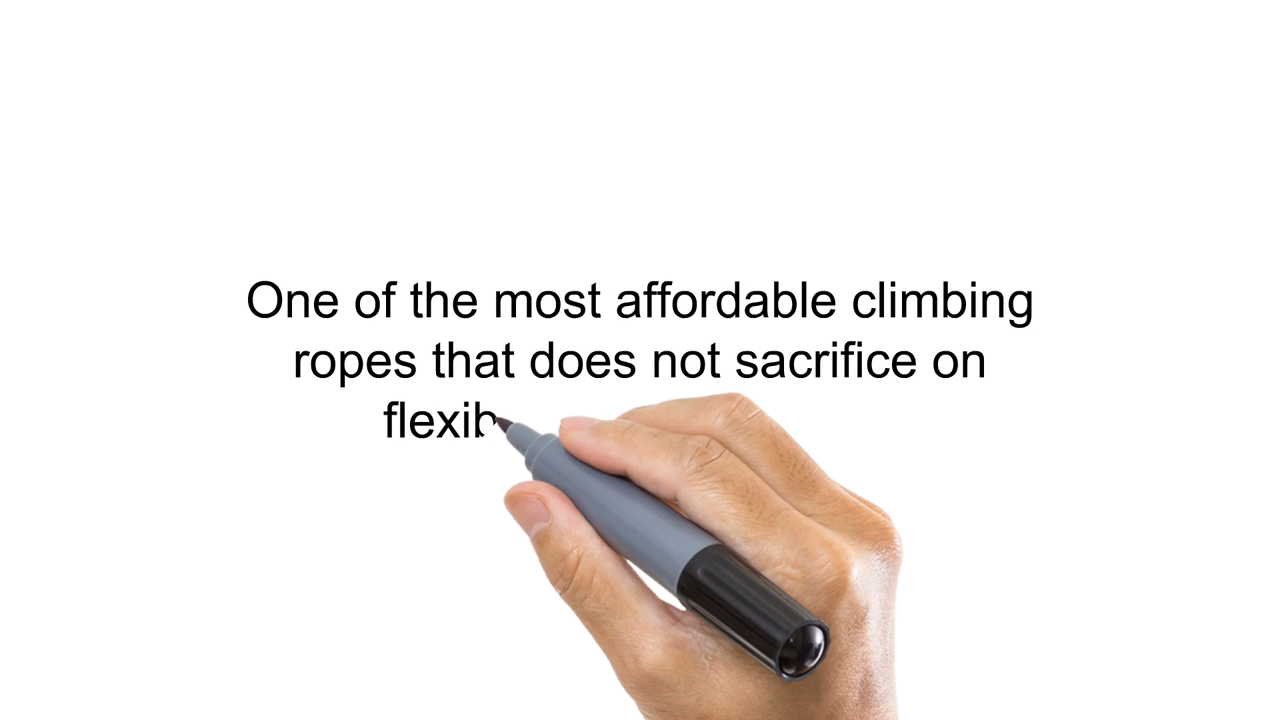 One of the most affordable climbing
ropes that does not sacrifice on
flexib